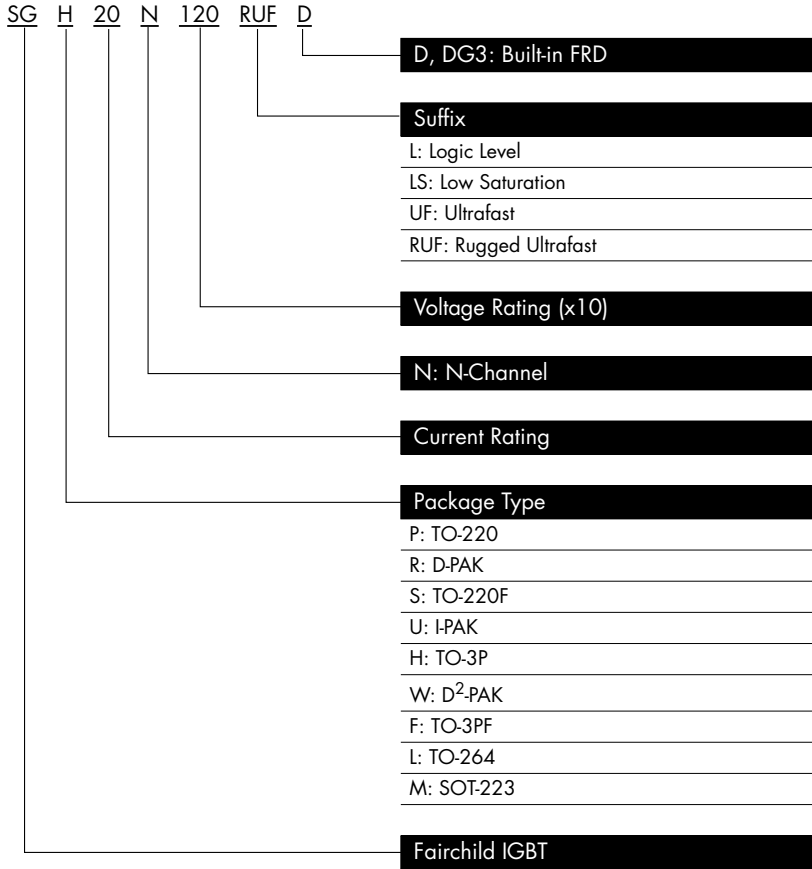 SG H 20 N 120 RUF D
D, DG3: Built-in FRD
Suffix
L: Logic Level
LS: Low Saturation
UF: Ultrafast
RUF: Rugged Ultrafast
Voltage Rating (x10)
N: N-Channel
Current Rating
Package Type
P: TO-220
R: D-PAK
S: TO-220F
U: I-PAK
H: TO-3P
W: D²-PAK
F: TO-3PF
L: TO-264
M: SOT-223
Fairchild IGBT